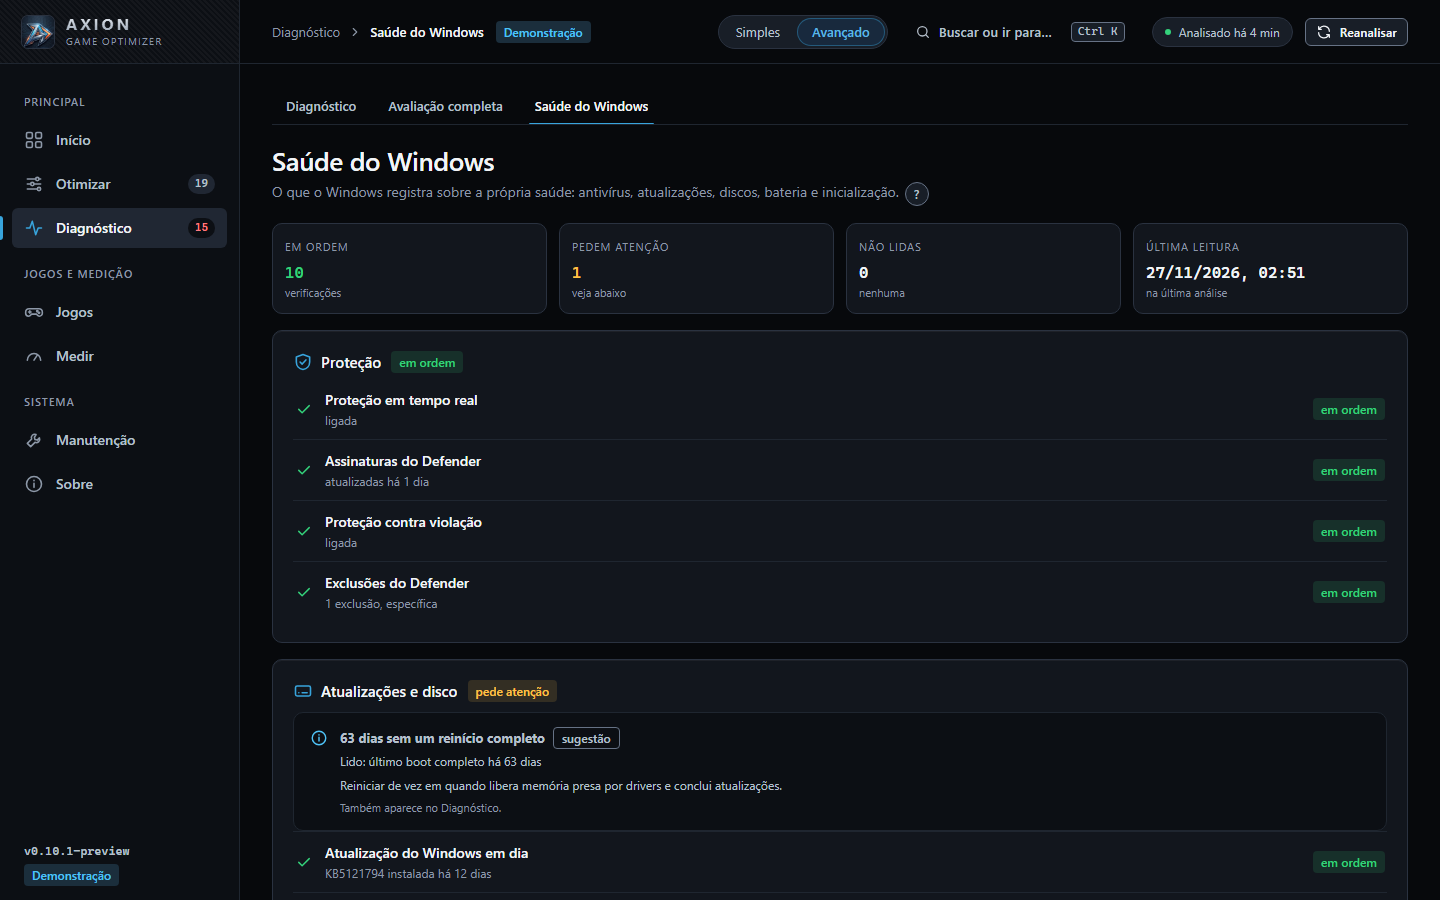 AXION
GAME OPTIMIZER
Diagnóstico > Saúde do Windows Demonstração
Simples Avançado
Buscar ou ir para... Ctrl K
Analisado há 4 min
Reanalisar
PRINCIPAL
Início
Otimizar 19
Diagnóstico 15
JOGOS E MEDIÇÃO
Jogos
Medir
SISTEMA
Manutenção
Sobre
v0.10.1-preview
Demonstração
Diagnóstico Avaliação completa Saúde do Windows
Saúde do Windows
O que o Windows registra sobre a própria saúde: antivírus, atualizações, discos, bateria e inicialização. ?
EM ORDEM
10
verificações
PEDEM ATENÇÃO
1
veja abaixo
NÃO LIDAS
0
nenhuma
ÚLTIMA LEITURA
27/11/2026, 02:51
na última análise
Proteção em ordem
Proteção em tempo real
ligada
em ordem
Assinaturas do Defender
atualizadas há 1 dia
em ordem
Proteção contra violação
ligada
em ordem
Exclusões do Defender
1 exclusão, específica
em ordem
Atualizações e disco pede atenção
63 dias sem um reinício completo sugestão
Lido: último boot completo há 63 dias
Reiniciar de vez em quando libera memória presa por drivers e conclui atualizações.
Também aparece no Diagnóstico.
Atualização do Windows em dia
KB5121794 instalada há 12 dias
em ordem